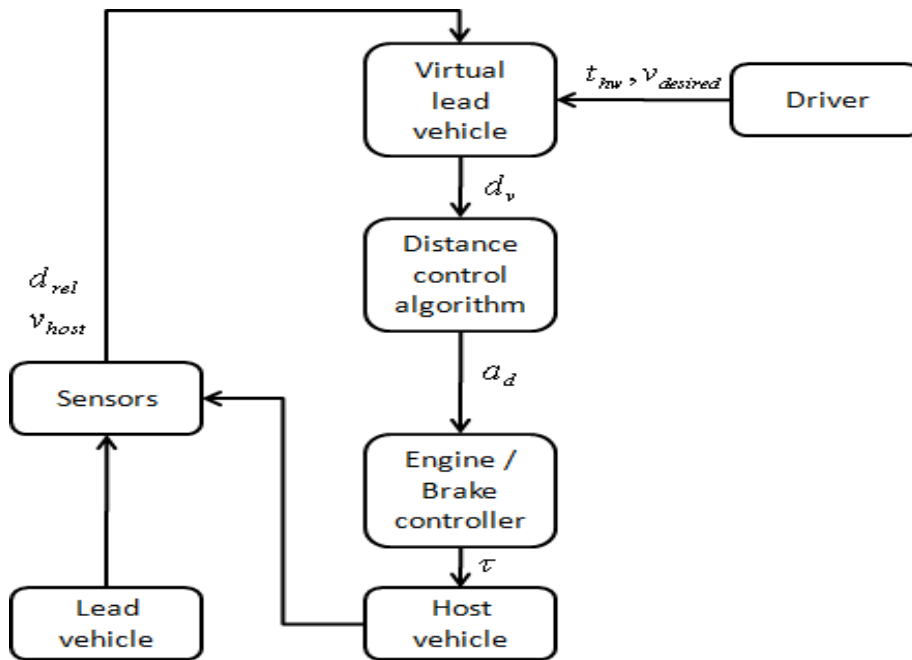 Virtual
lead
vehicle
t_hw, v_desired
Driver
d_v
Distance
control
algorithm
d_rel
v_host
a_d
Sensors
Engine /
Brake
controller
τ
Lead
vehicle
Host
vehicle